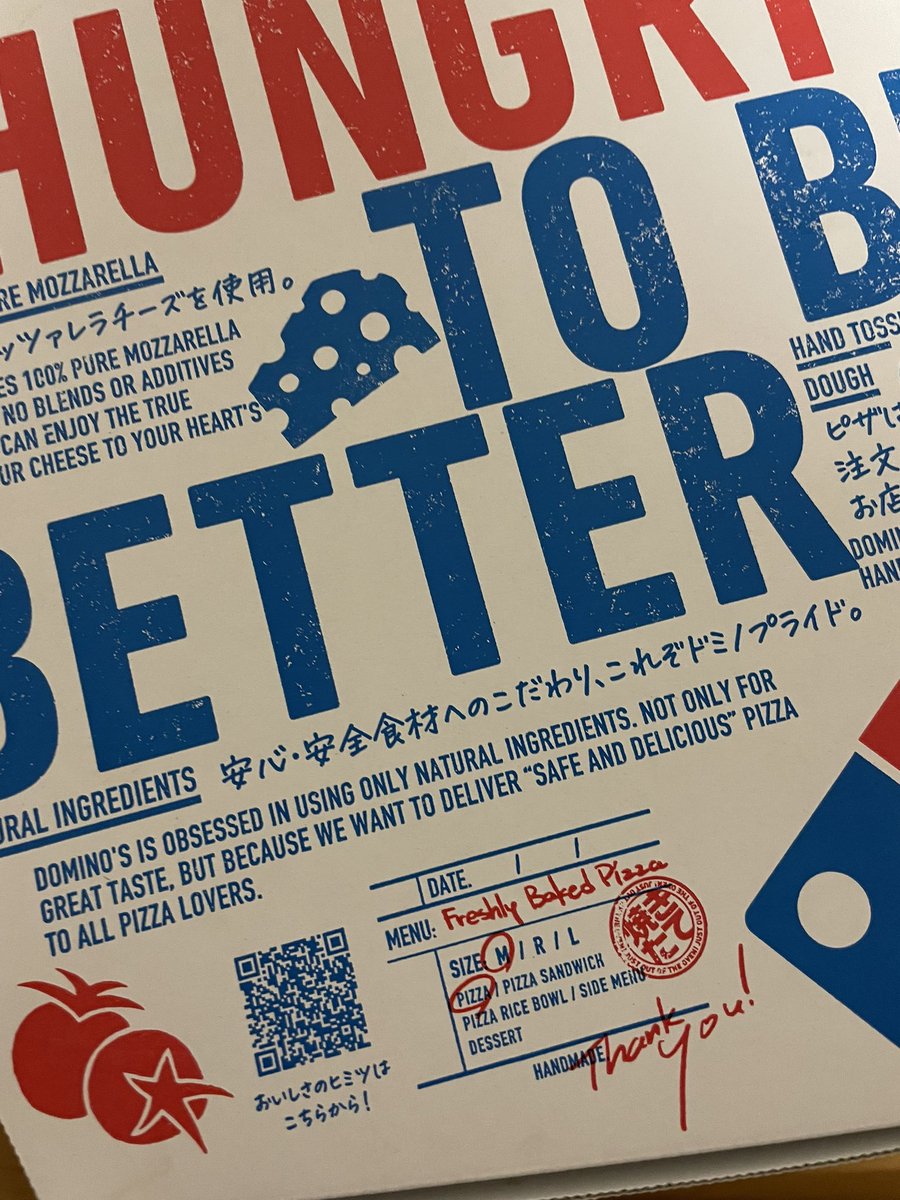 HUNGRY
TO BE
BETTER
PURE MOZZARELLA
ッツァレラチーズを使用。
ES 100% PURE MOZZARELLA
NO BLENDS OR ADDITIVES
CAN ENJOY THE TRUE
UR CHEESE TO YOUR HEART'S
HAND TOSS
DOUGH
ピザは
注文
お店
DOMIN
HAN
安心・安全食材へのこだわり、これぞドミノプライド。
URAL INGREDIENTS
DOMINO'S IS OBSESSED IN USING ONLY NATURAL INGREDIENTS. NOT ONLY FOR
GREAT TASTE, BUT BECAUSE WE WANT TO DELIVER "SAFE AND DELICIOUS" PIZZA
TO ALL PIZZA LOVERS.
DATE. / /
MENU: Freshly Baked Pizza
SIZE: M / R / L
PIZZA / PIZZA SANDWICH
PIZZA RICE BOWL / SIDE MENU
DESSERT
HANDMADE
Thank you!
おいしさのヒミツは
こちらから!